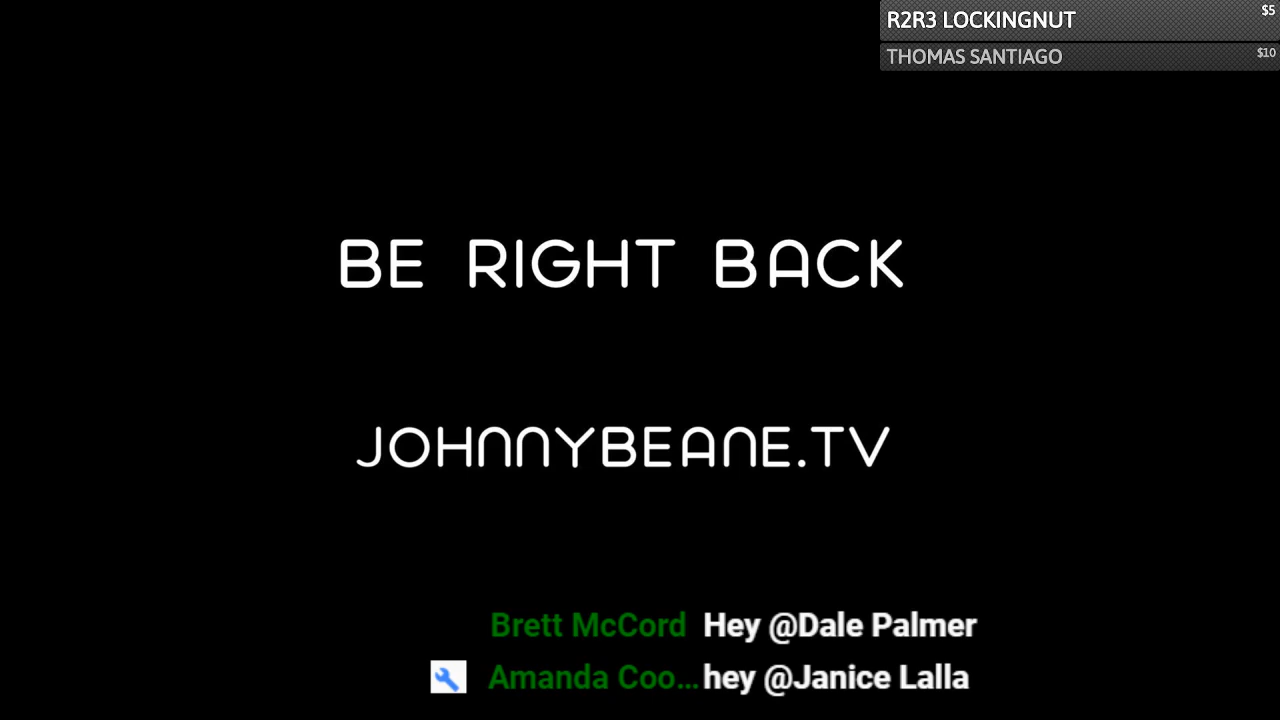 R2R3 LOCKINGNUT $5
THOMAS SANTIAGO $10
BE RIGHT BACK
JOHNNYBEANE.TV
Brett McCord Hey @Dale Palmer
Amanda Coo... hey @Janice Lalla